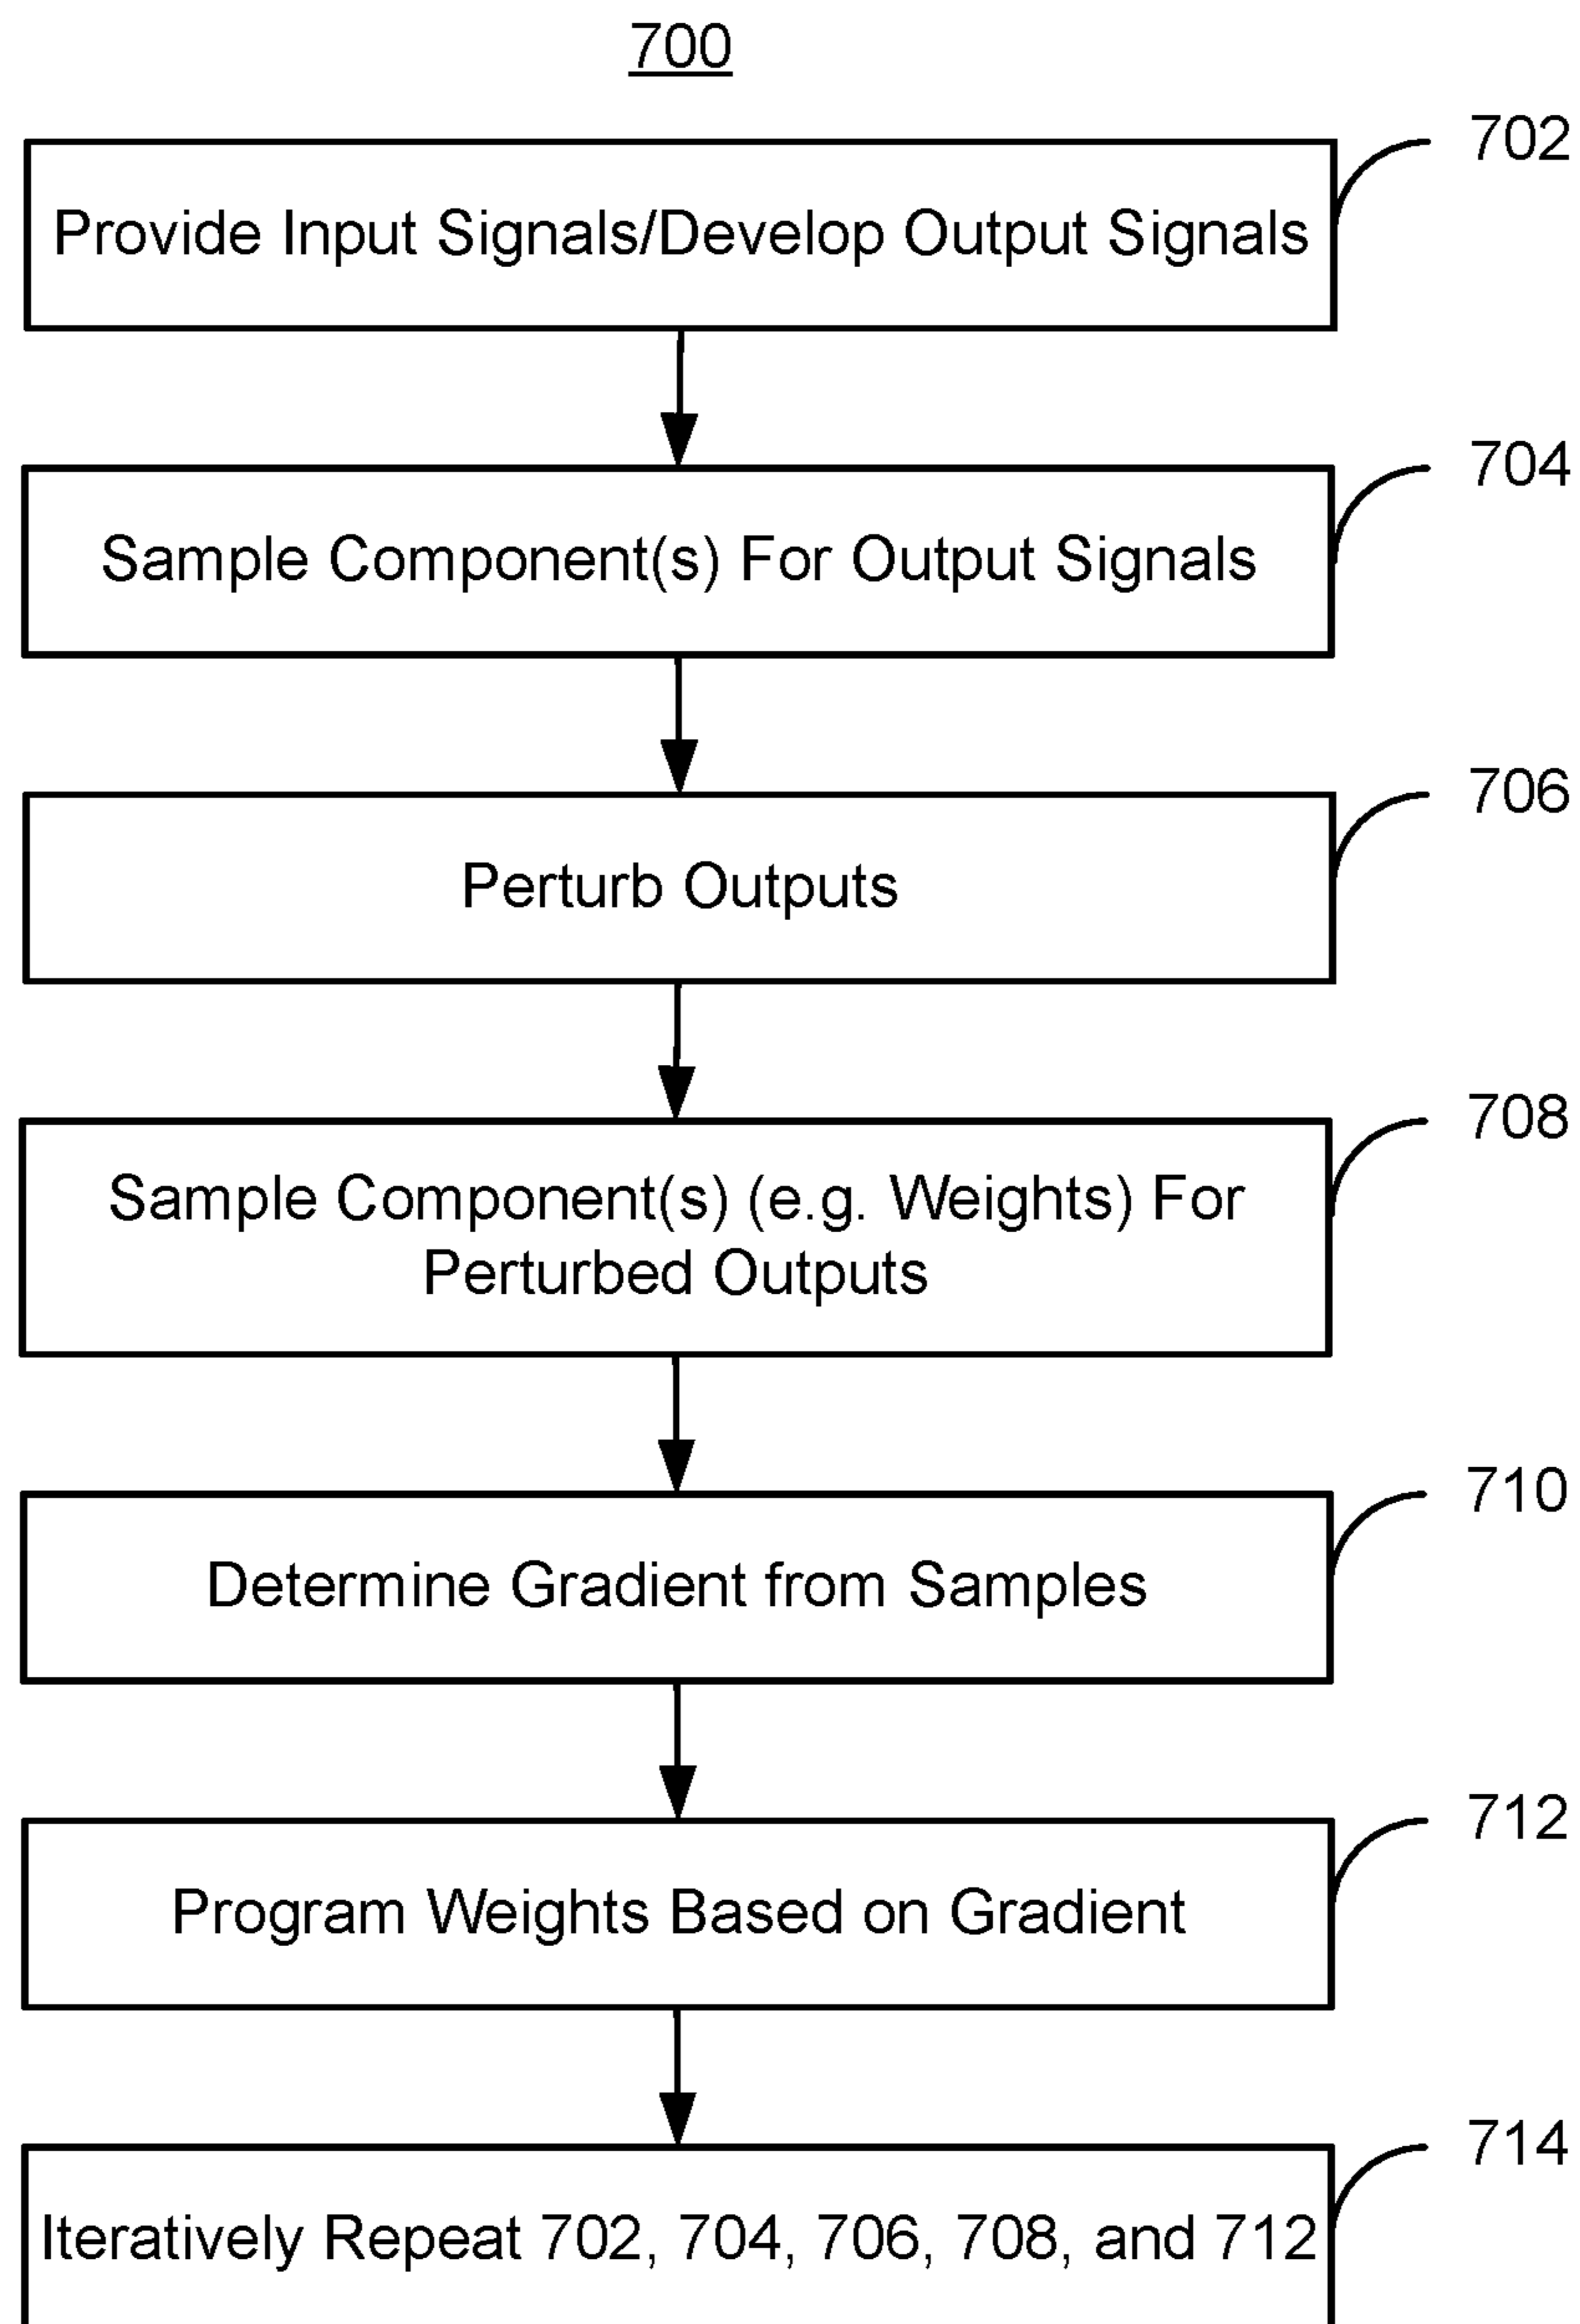 700
702
Provide Input Signals/Develop Output Signals
704
Sample Component(s) For Output Signals
706
Perturb Outputs
708
Sample Component(s) (e.g. Weights) For
Perturbed Outputs
710
Determine Gradient from Samples
712
Program Weights Based on Gradient
714
Iteratively Repeat 702, 704, 706, 708, and 712